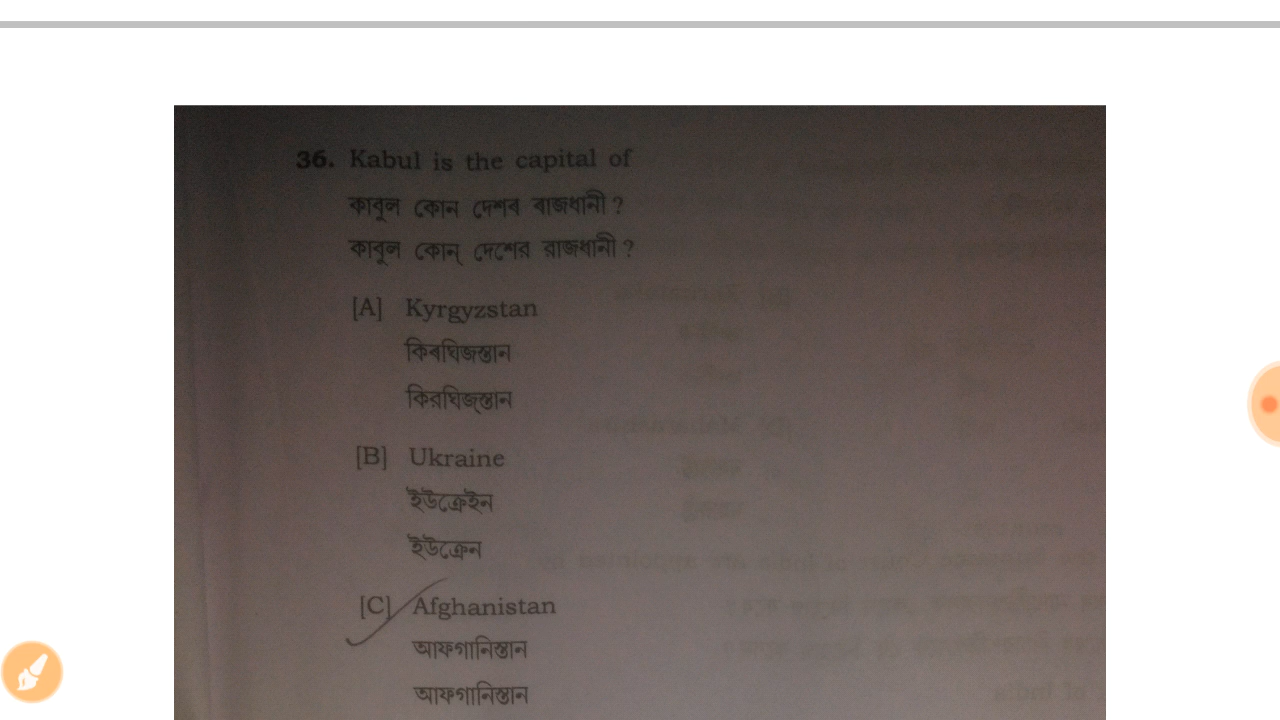 36. Kabul is the capital of
কাবুল কোন দেশৰ ৰাজধানী?
কাবুল কোন্ দেশের রাজধানী?
[A] Kyrgyzstan
কিৰঘিজস্তান
কিরঘিজ্‌স্তান
[B] Ukraine
ইউক্ৰেইন
ইউক্রেন
[C] Afghanistan
আফগানিস্তান
আফগানিস্তান